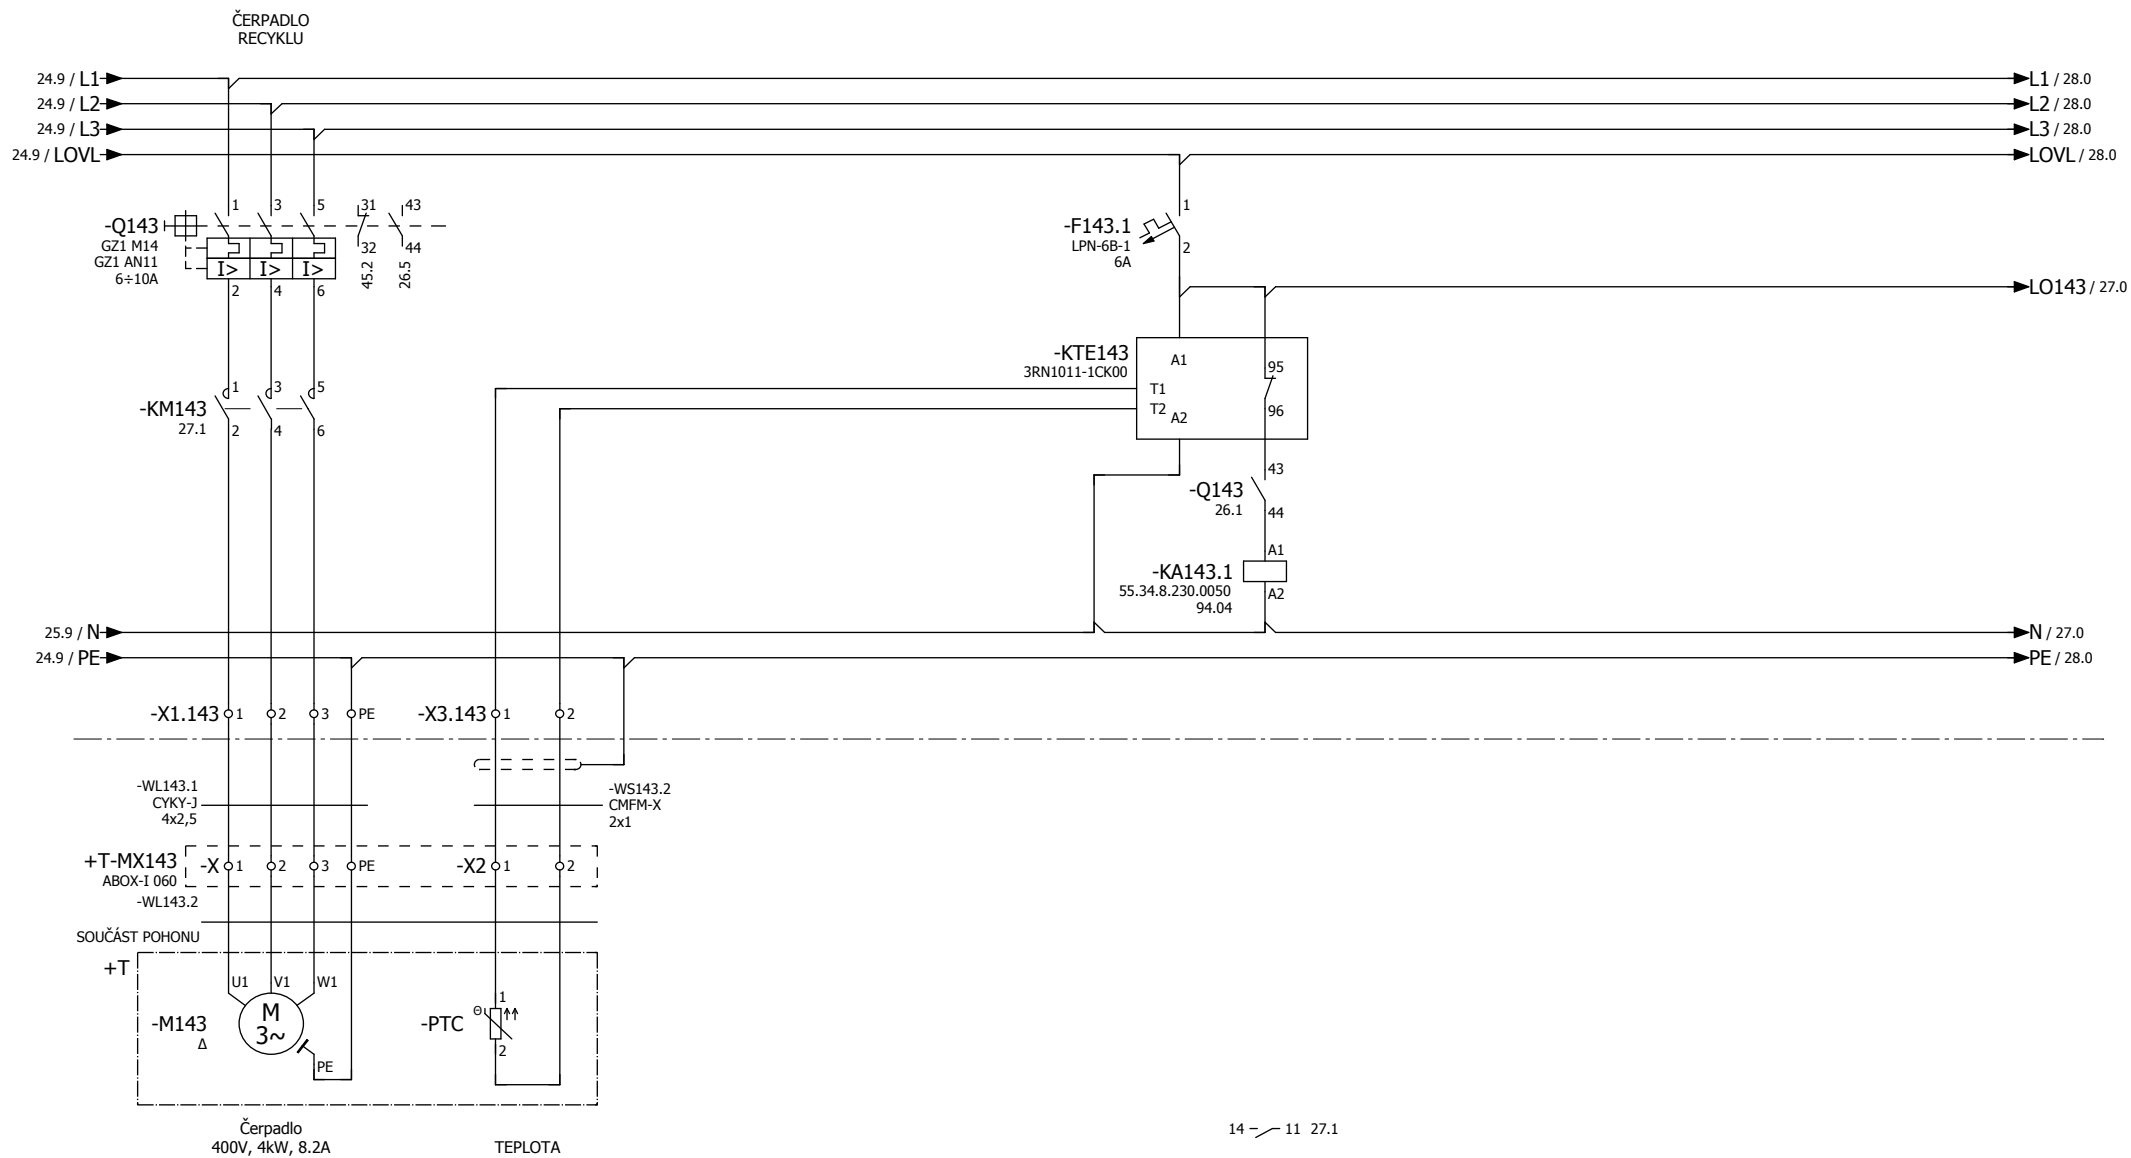 ČERPADLO
RECYKLU
24.9 / L1
L1 / 28.0
24.9 / L2
L2 / 28.0
24.9 / L3
L3 / 28.0
24.9 / LOVL
LOVL / 28.0
-Q143
GZ1 M14
GZ1 AN11
6÷10A
1
3
5
31
43
32
44
45.2
26.5
I>
I>
I>
2
4
6
-F143.1
LPN-6B-1
6A
1
2
LO143 / 27.0
-KTE143
3RN1011-1CK00
A1
T1
T2
A2
95
96
-KM143
27.1
1
3
5
2
4
6
-Q143
26.1
43
44
-KA143.1
55.34.8.230.0050
94.04
A1
A2
25.9 / N
N / 27.0
24.9 / PE
PE / 28.0
-X1.143
1
2
3
PE
-X3.143
1
2
-WL143.1
CYKY-J
4x2,5
-WS143.2
CMFM-X
2x1
+T-MX143
ABOX-I 060
-X
1
2
3
PE
-X2
1
2
-WL143.2
SOUČÁST POHONU
+T
U1
V1
W1
-M143
Δ
M
3~
PE
-PTC
Θ
1
2
Čerpadlo
400V, 4kW, 8.2A
TEPLOTA
14
11 27.1